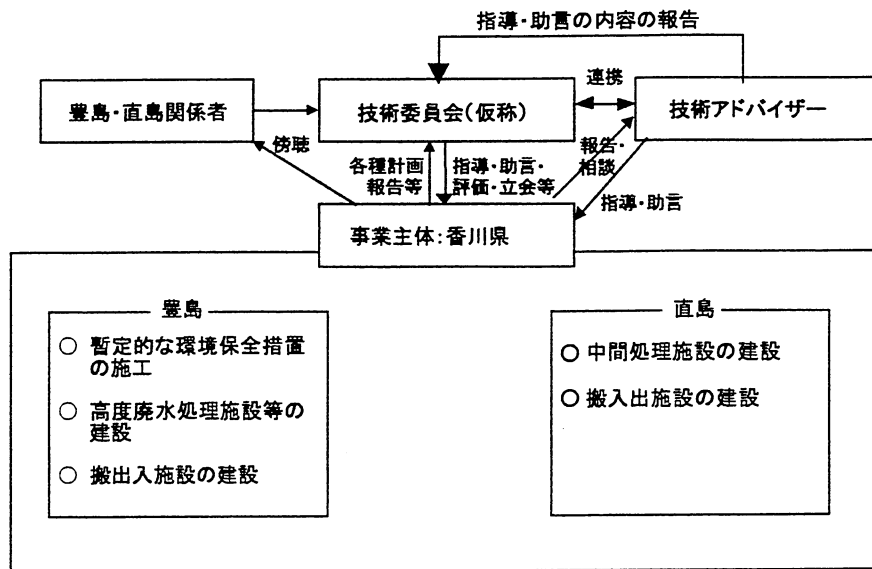 指導・助言の内容の報告
豊島・直島関係者
技術委員会(仮称)
連携
技術アドバイザー
傍聴
各種計画
報告等
指導・助言・
評価・立会等
報告・
相談
指導・助言
事業主体:香川県
豊島
○ 暫定的な環境保全措置
の施工
○ 高度廃水処理施設等の
建設
○ 搬出入施設の建設
直島
○ 中間処理施設の建設
○ 搬入出施設の建設